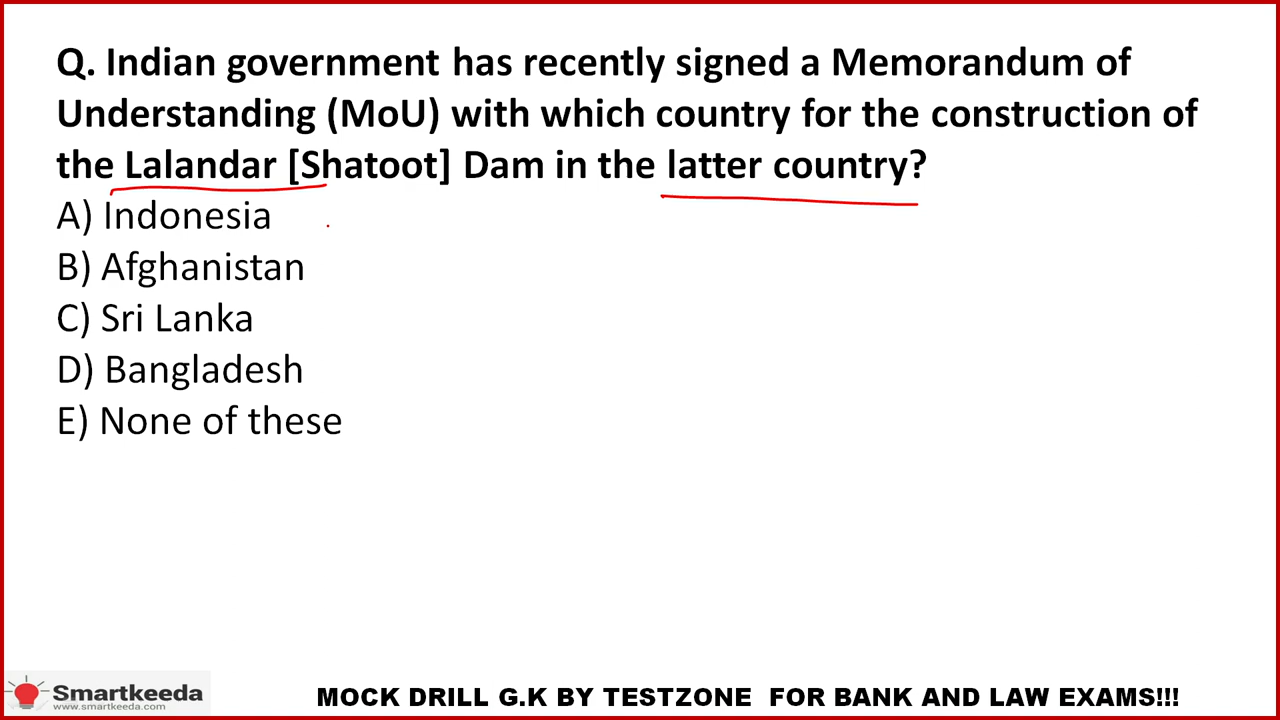 Q. Indian government has recently signed a Memorandum of
Understanding (MoU) with which country for the construction of
the Lalandar [Shatoot] Dam in the latter country?
A) Indonesia
B) Afghanistan
C) Sri Lanka
D) Bangladesh
E) None of these
Smartkeeda
www.smartkeeda.com
MOCK DRILL G.K BY TESTZONE FOR BANK AND LAW EXAMS!!!